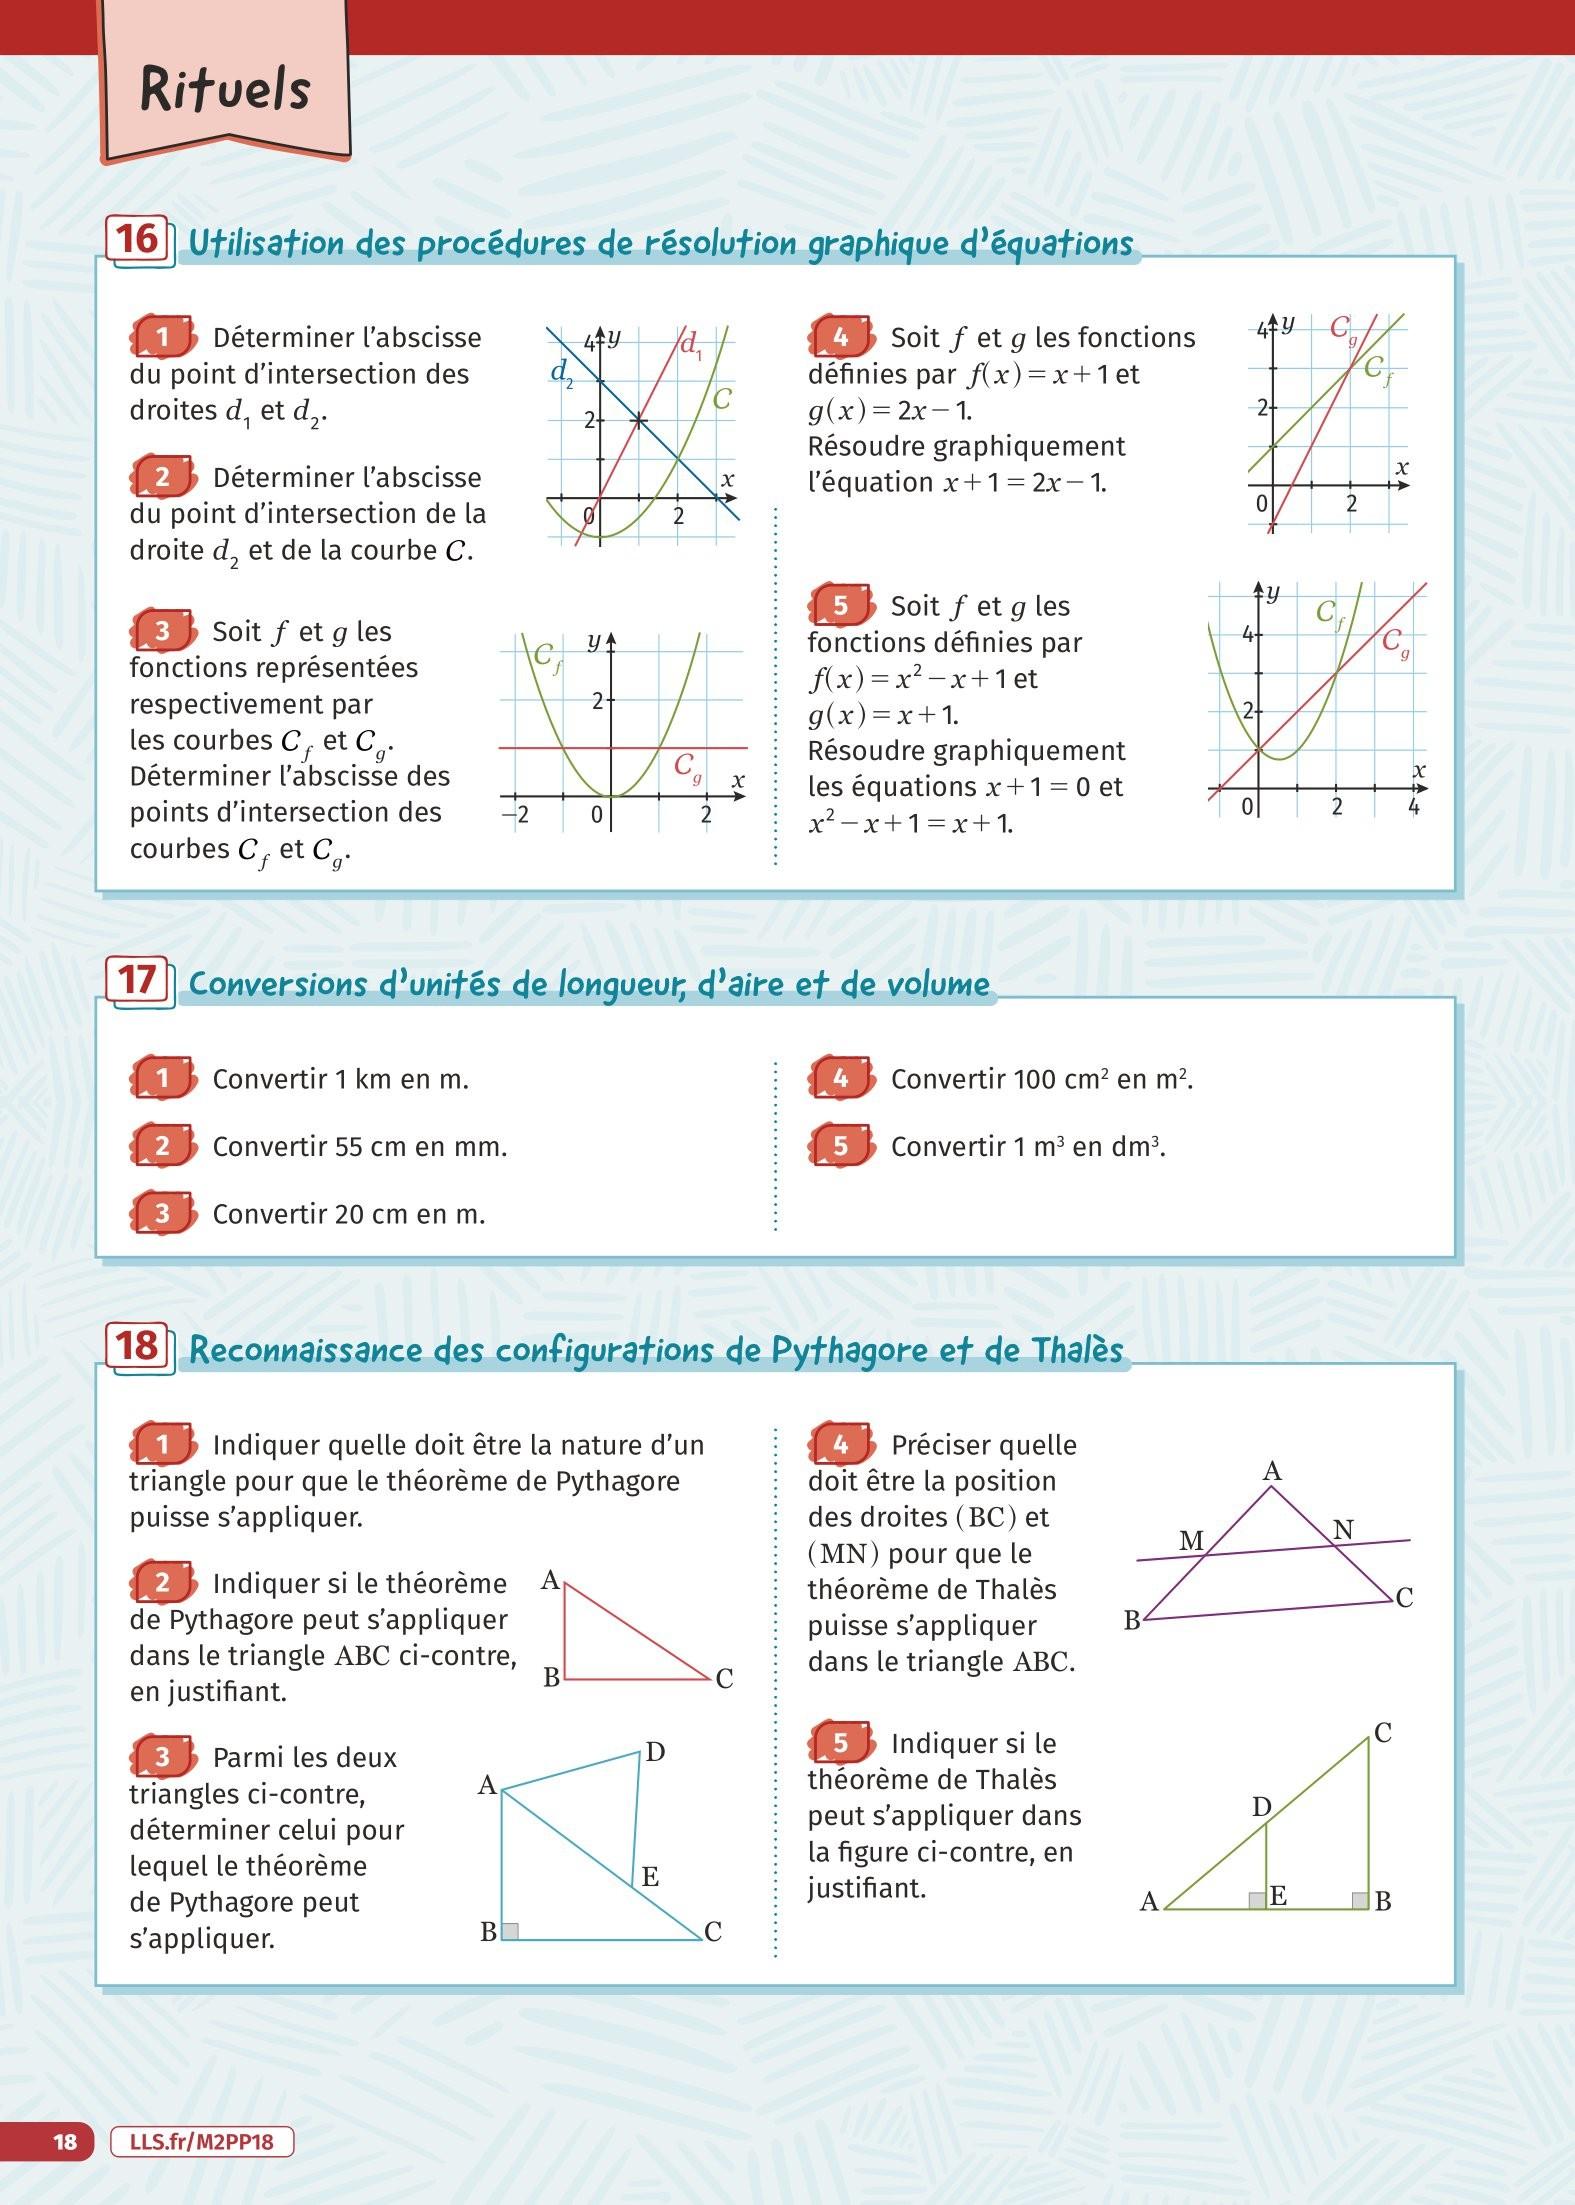 Rituels
16 Utilisation des procédures de résolution graphique d'équations
1 Déterminer l'abscisse
du point d'intersection des
droites d₁ et d₂.
2 Déterminer l'abscisse
du point d'intersection de la
droite d₂ et de la courbe C.
4 y d₁
d₂ C
2
x
0 2
3 Soit f et g les
fonctions représentées
respectivement par
les courbes C_f et C_g.
Déterminer l'abscisse des
points d'intersection des
courbes C_f et C_g.
C_f y
2
C_g x
−2 0 2
4 Soit f et g les fonctions
définies par f(x) = x + 1 et
g(x) = 2x − 1.
Résoudre graphiquement
l'équation x + 1 = 2x − 1.
4 y C_g
C_f
2
x
0 2
5 Soit f et g les
fonctions définies par
f(x) = x² − x + 1 et
g(x) = x + 1.
Résoudre graphiquement
les équations x + 1 = 0 et
x² − x + 1 = x + 1.
y C_f
4 C_g
2
x
0 2 4
17 Conversions d'unités de longueur, d'aire et de volume
1 Convertir 1 km en m.
2 Convertir 55 cm en mm.
3 Convertir 20 cm en m.
4 Convertir 100 cm² en m².
5 Convertir 1 m³ en dm³.
18 Reconnaissance des configurations de Pythagore et de Thalès
1 Indiquer quelle doit être la nature d'un
triangle pour que le théorème de Pythagore
puisse s'appliquer.
2 Indiquer si le théorème
de Pythagore peut s'appliquer
dans le triangle ABC ci-contre,
en justifiant.
A
B C
3 Parmi les deux
triangles ci-contre,
déterminer celui pour
lequel le théorème
de Pythagore peut
s'appliquer.
D
A
E
B C
4 Préciser quelle
doit être la position
des droites (BC) et
(MN) pour que le
théorème de Thalès
puisse s'appliquer
dans le triangle ABC.
A
M N
B C
5 Indiquer si le
théorème de Thalès
peut s'appliquer dans
la figure ci-contre, en
justifiant.
C
D
A E B
18 LLS.fr/M2PP18